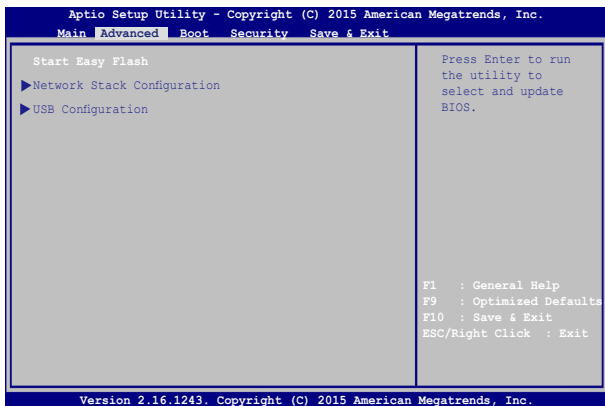 Aptio Setup Utility - Copyright (C) 2015 American Megatrends, Inc.
Main Advanced Boot Security Save & Exit
Start Easy Flash
Network Stack Configuration
USB Configuration
Press Enter to run
the utility to
select and update
BIOS.
F1 : General Help
F9 : Optimized Defaults
F10 : Save & Exit
ESC/Right Click : Exit
Version 2.16.1243. Copyright (C) 2015 American Megatrends, Inc.